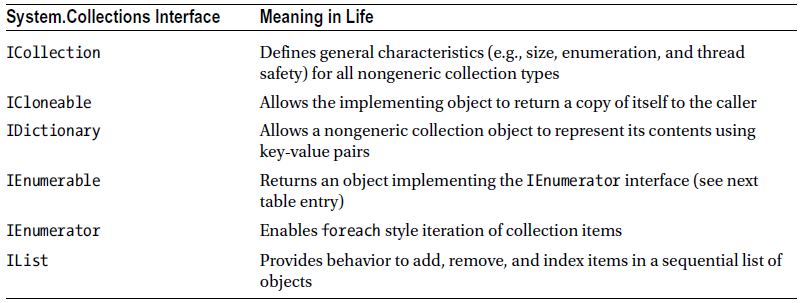 System.Collections Interface Meaning in Life
ICollection Defines general characteristics (e.g., size, enumeration, and thread
safety) for all nongeneric collection types
ICloneable Allows the implementing object to return a copy of itself to the caller
IDictionary Allows a nongeneric collection object to represent its contents using
key-value pairs
IEnumerable Returns an object implementing the IEnumerator interface (see next
table entry)
IEnumerator Enables foreach style iteration of collection items
IList Provides behavior to add, remove, and index items in a sequential list of
objects